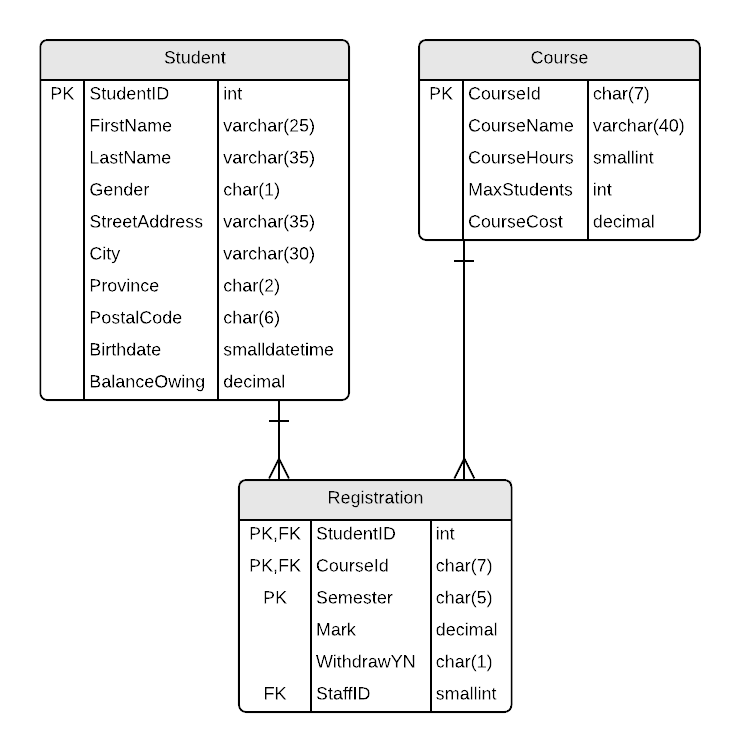 Student
PK StudentID int
FirstName varchar(25)
LastName varchar(35)
Gender char(1)
StreetAddress varchar(35)
City varchar(30)
Province char(2)
PostalCode char(6)
Birthdate smalldatetime
BalanceOwing decimal
Course
PK CourseId char(7)
CourseName varchar(40)
CourseHours smallint
MaxStudents int
CourseCost decimal
Registration
PK,FK StudentID int
PK,FK CourseId char(7)
PK Semester char(5)
Mark decimal
WithdrawYN char(1)
FK StaffID smallint